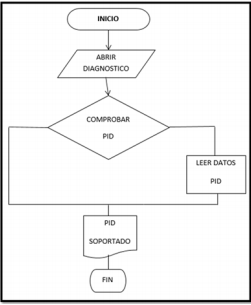 INICIO
ABRIR
DIAGNOSTICO
COMPROBAR
PID
LEER DATOS
PID
PID
SOPORTADO
FIN